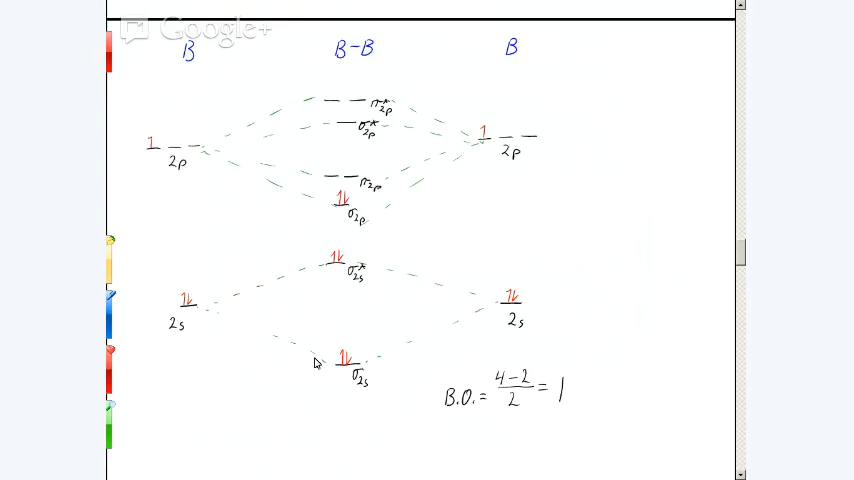 Google+
B B-B B
π*2p
1 σ*2p 1
2p 2p
π2p
1↓
σ2p
1↓
σ*2s
1↓ 1↓
2s 2s
1↓
σ2s
B.O. = 4-2/2 = 1